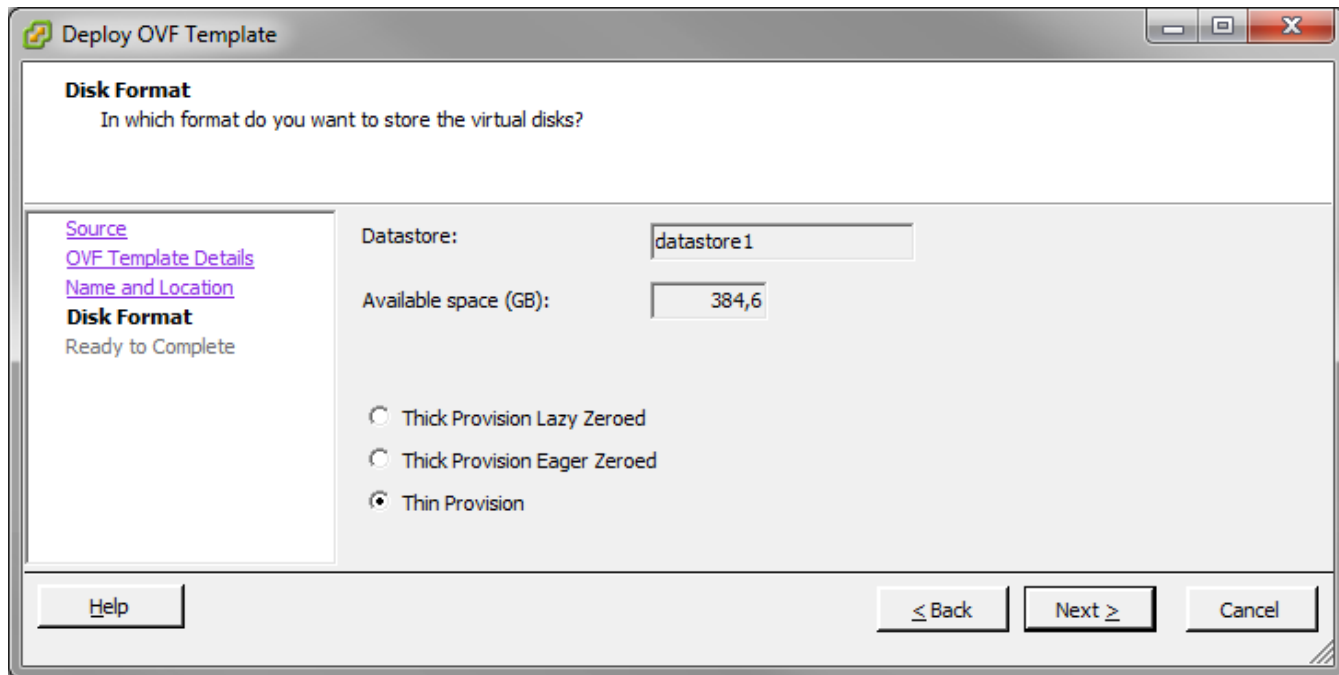 Deploy OVF Template
Disk Format
In which format do you want to store the virtual disks?
Source
OVF Template Details
Name and Location
Disk Format
Ready to Complete
Datastore:
datastore1
Available space (GB):
384,6
Thick Provision Lazy Zeroed
Thick Provision Eager Zeroed
Thin Provision
Help
< Back
Next >
Cancel